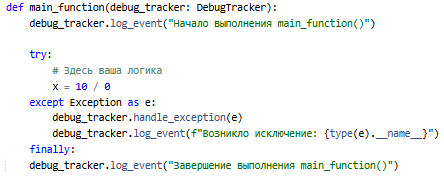 def main_function(debug_tracker: DebugTracker):
    debug_tracker.log_event("Начало выполнения main_function()")

    try:
        # Здесь ваша логика
        x = 10 / 0
    except Exception as e:
        debug_tracker.handle_exception(e)
        debug_tracker.log_event(f"Возникло исключение: {type(e).__name__}")
    finally:
    debug_tracker.log_event("Завершение выполнения main_function()")